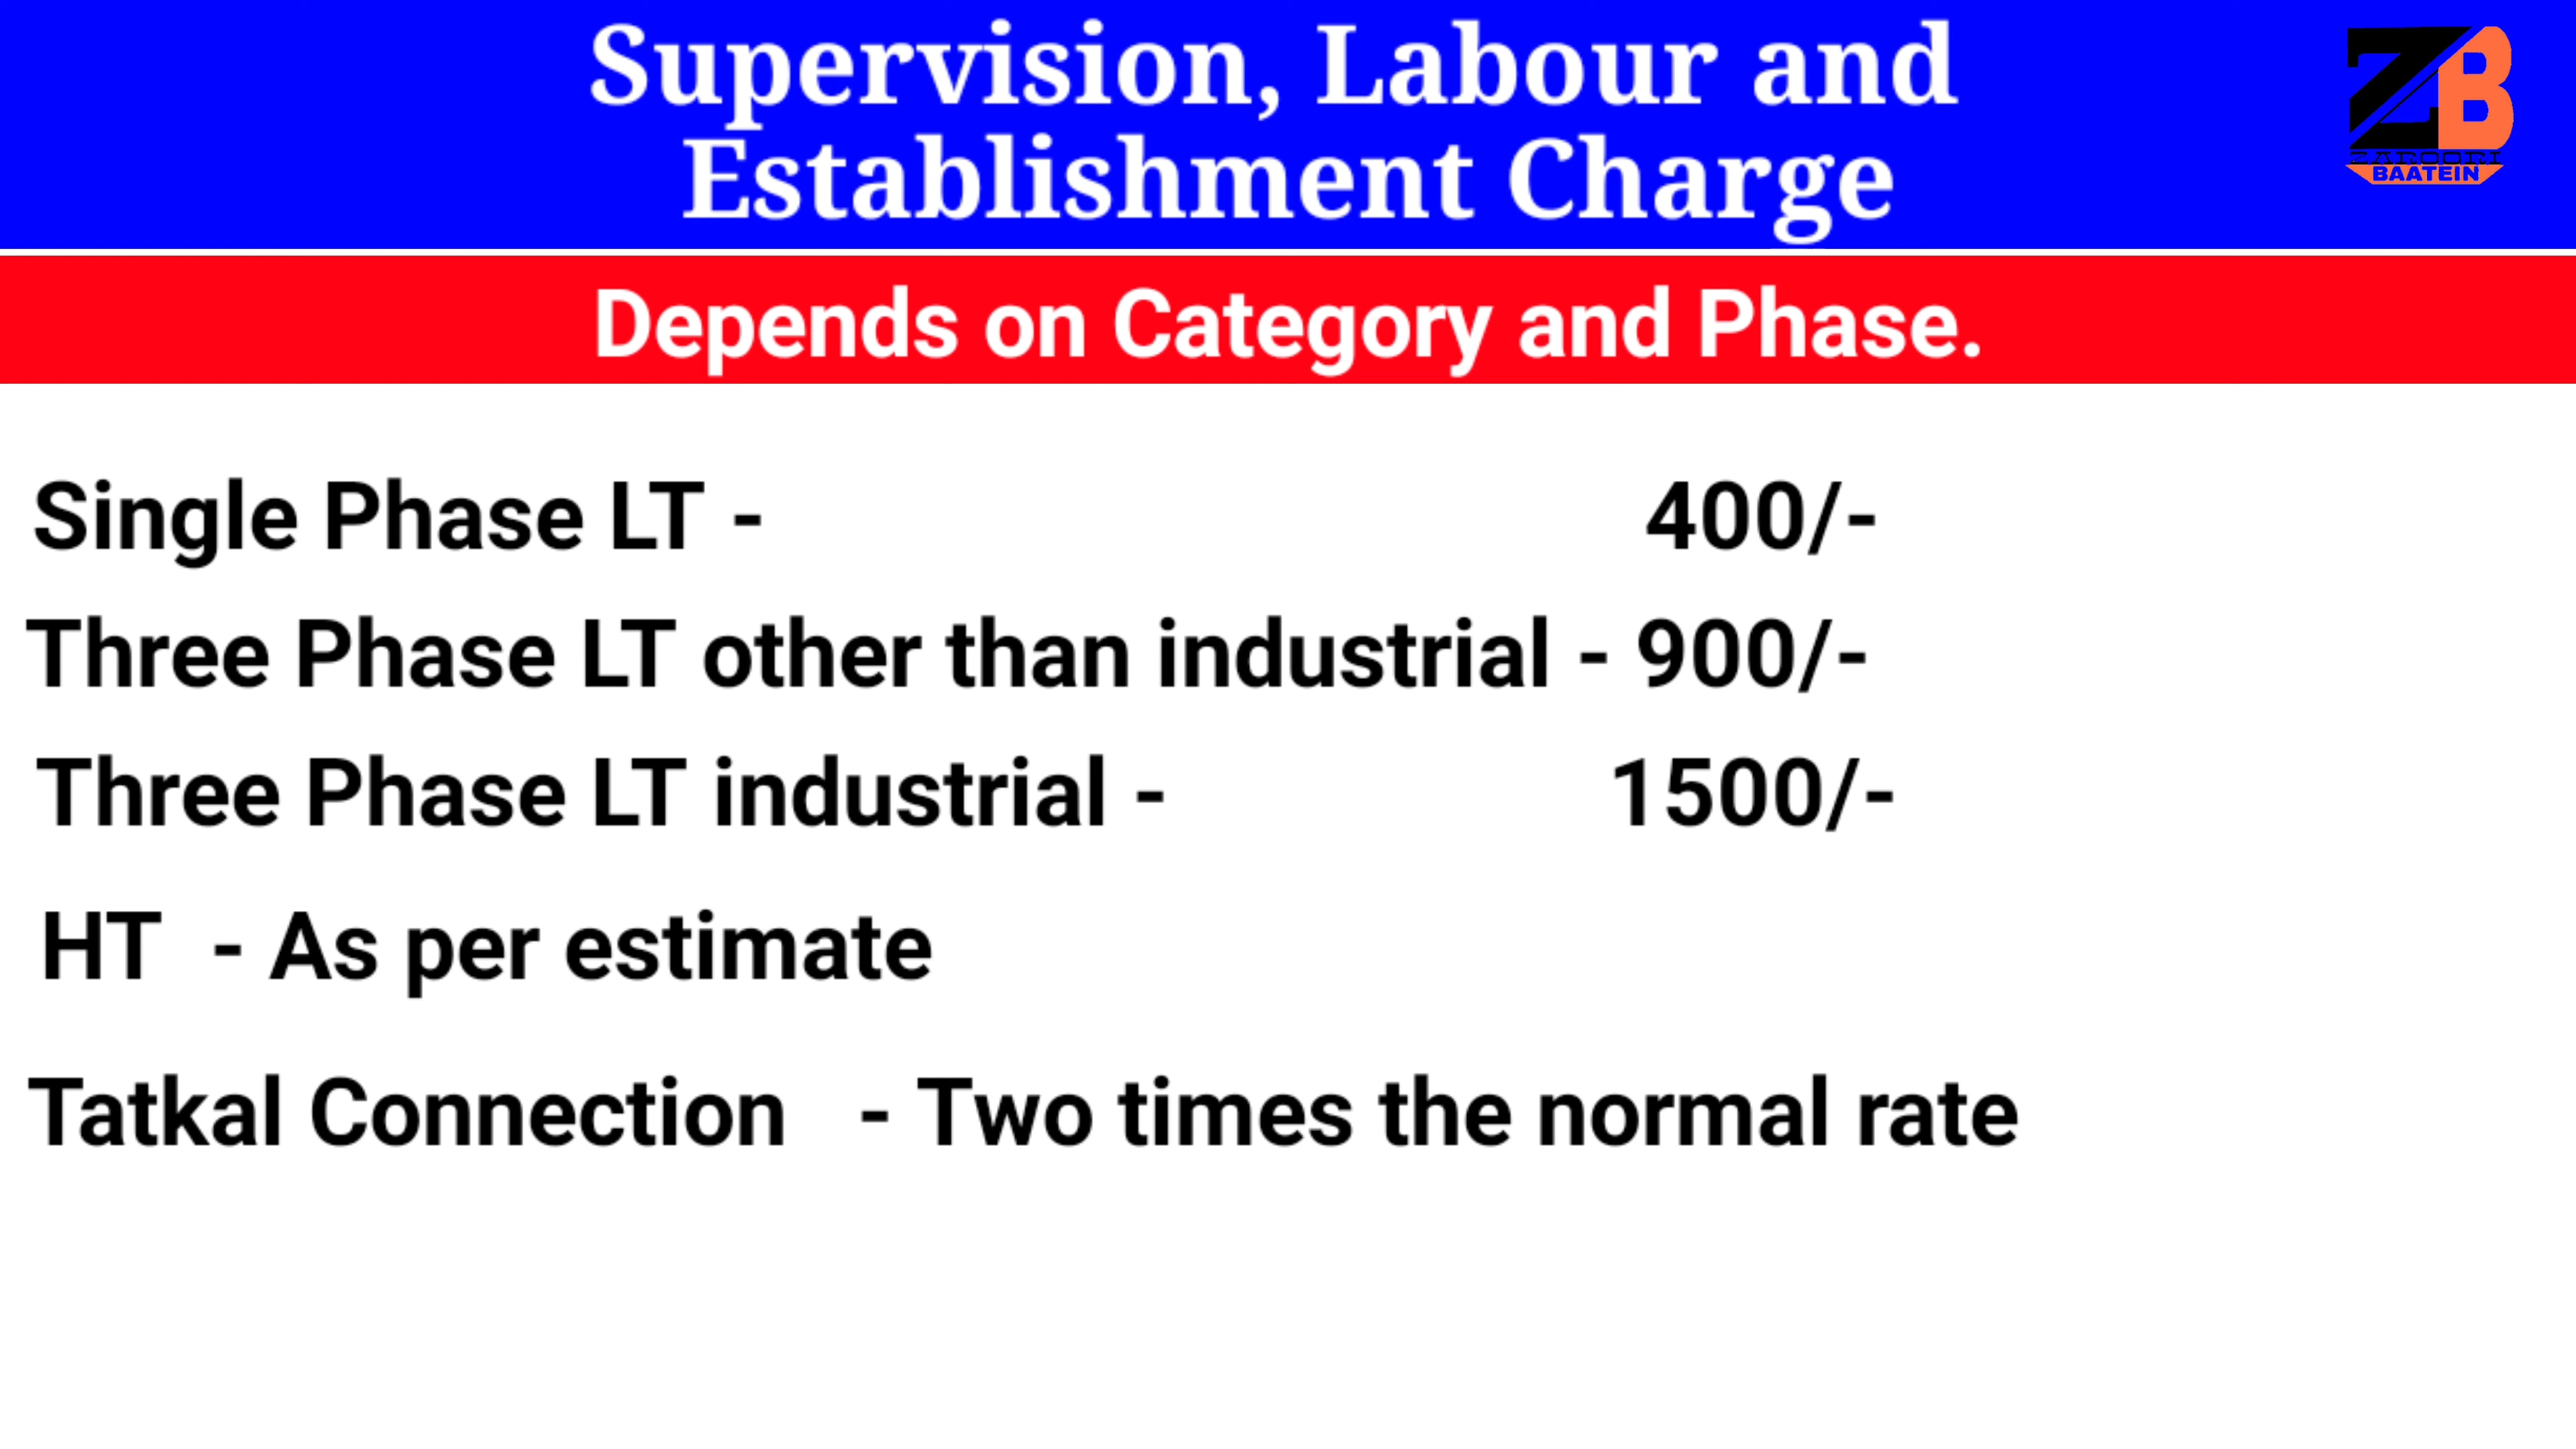 Supervision, Labour and
Establishment Charge
ZB
ZAROORI
BAATEIN
Depends on Category and Phase.
Single Phase LT - 400/-
Three Phase LT other than industrial - 900/-
Three Phase LT industrial - 1500/-
HT - As per estimate
Tatkal Connection - Two times the normal rate